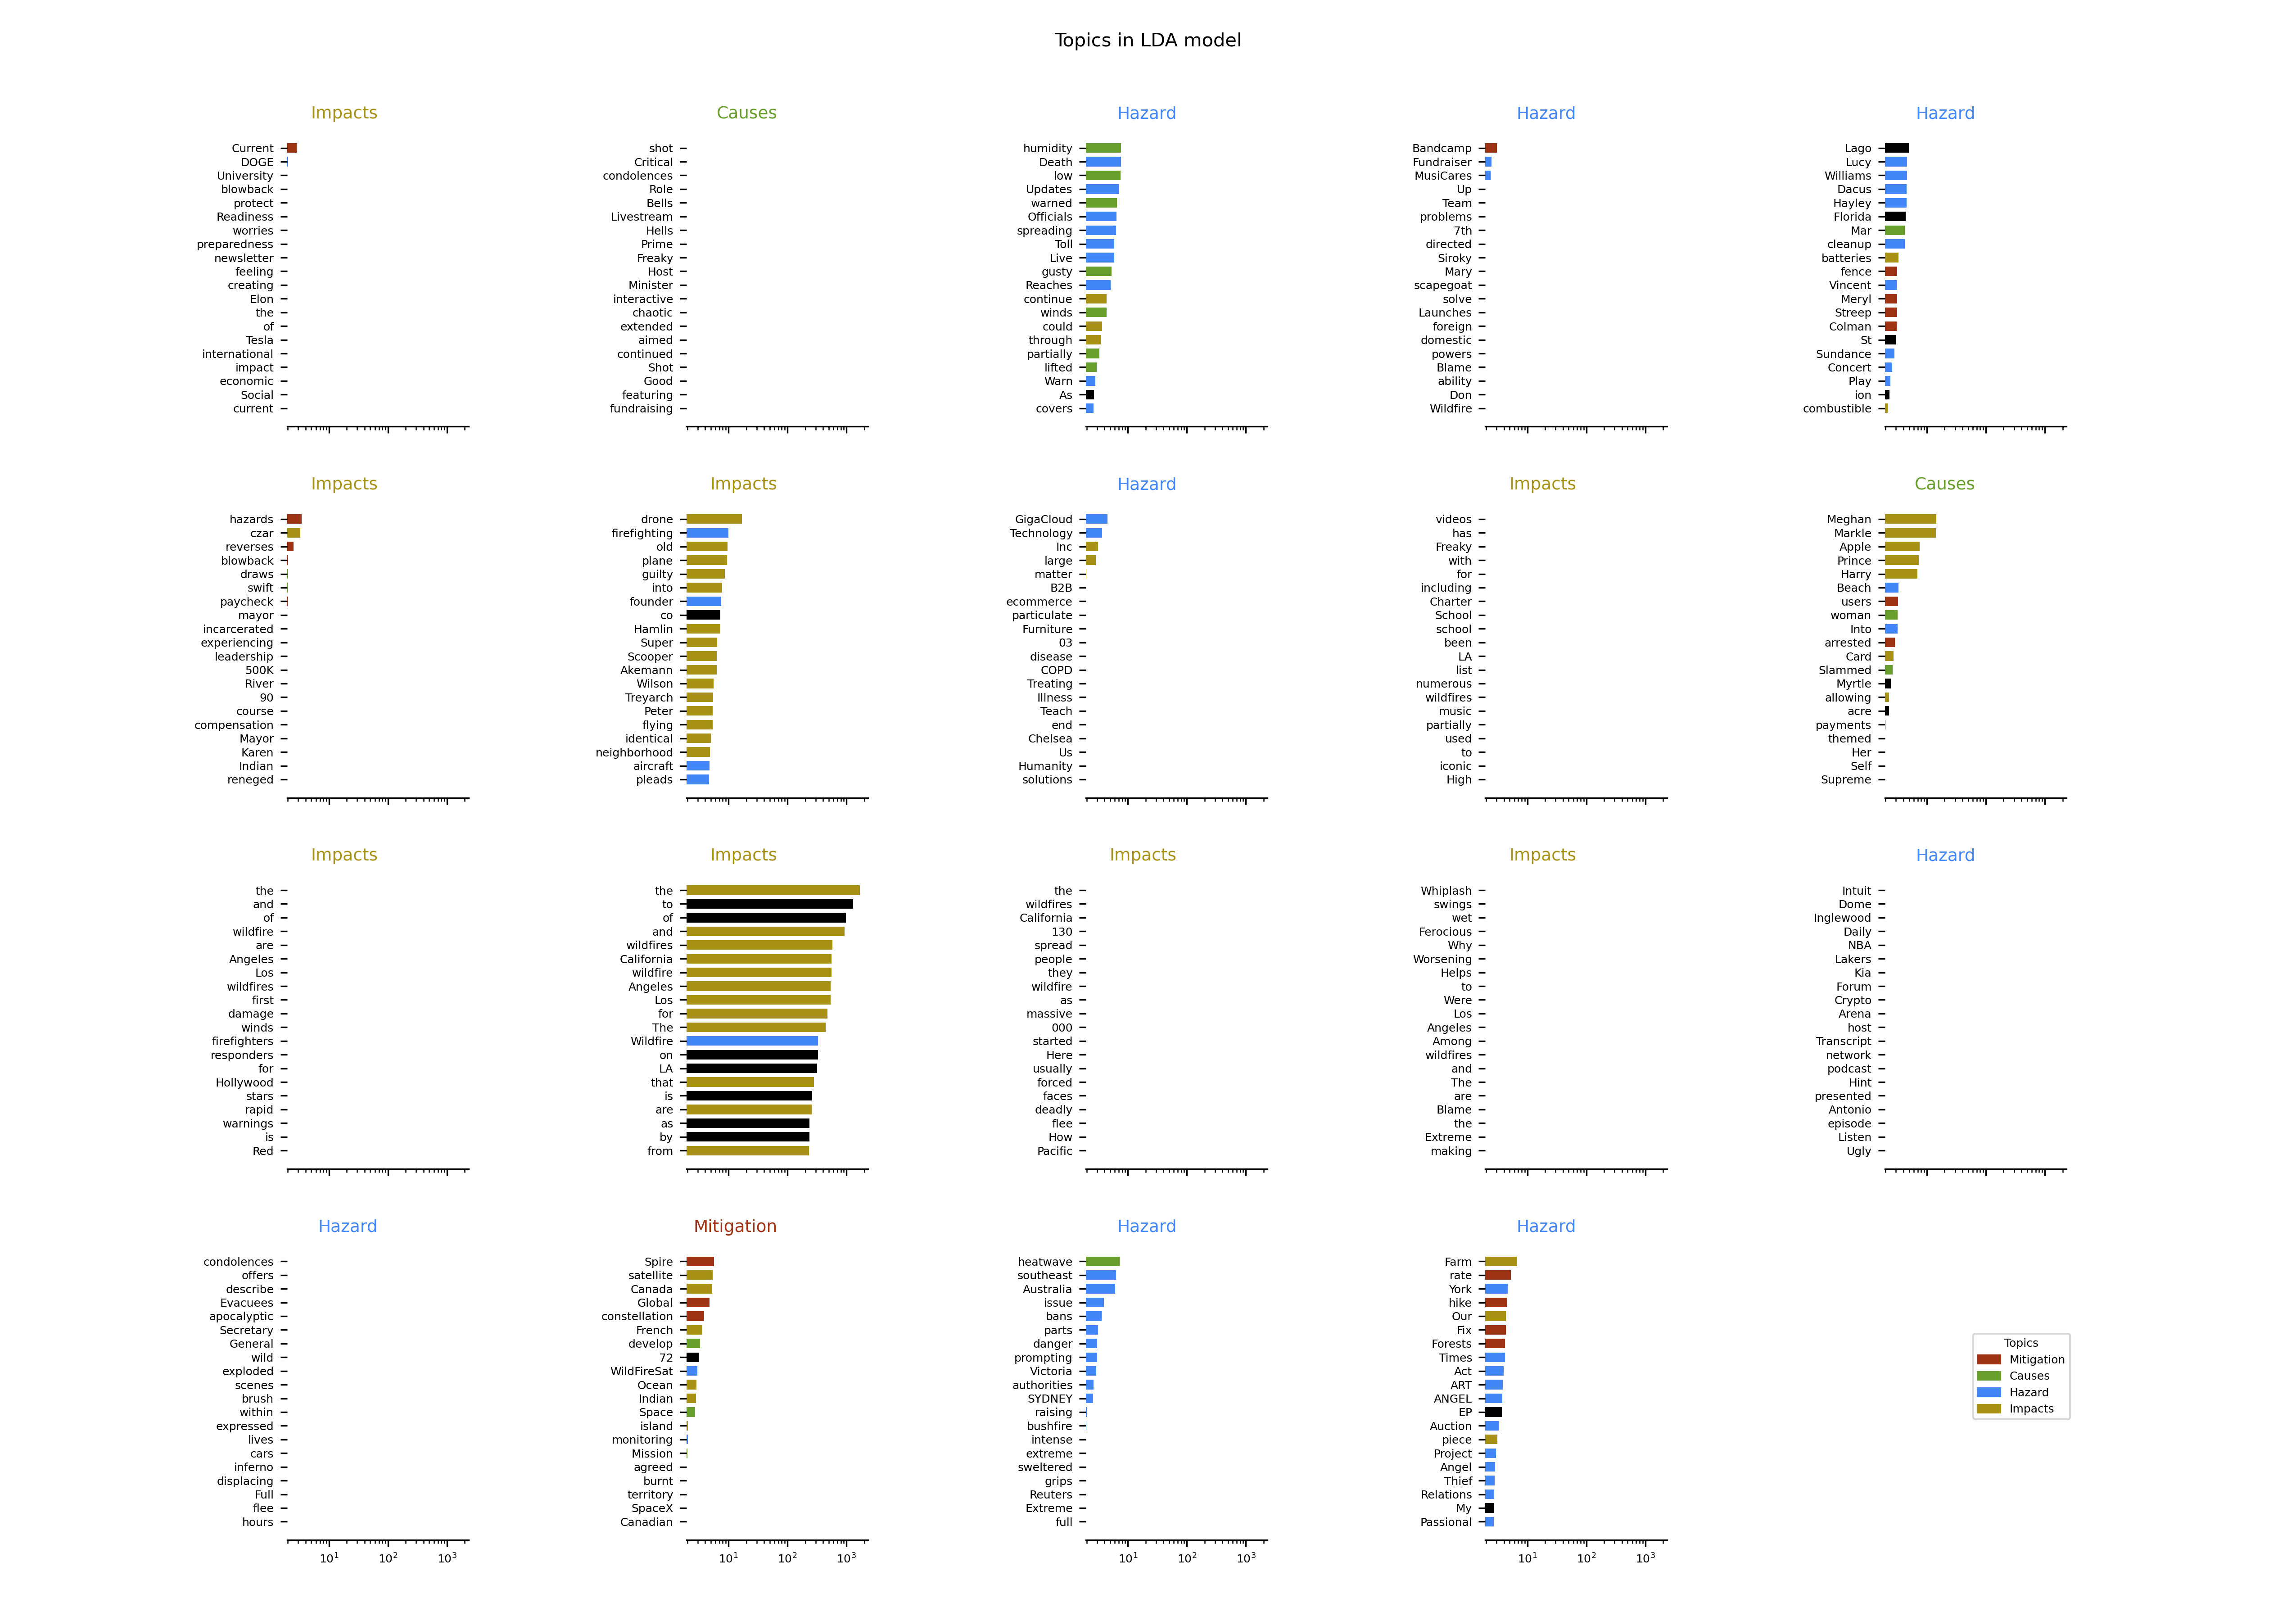 Topics in LDA model
Impacts
Current
DOGE
University
blowback
protect
Readiness
worries
preparedness
newsletter
feeling
creating
Elon
the
of
Tesla
international
impact
economic
Social
current
Causes
shot
Critical
condolences
Role
Bells
Livestream
Hells
Prime
Freaky
Host
Minister
interactive
chaotic
extended
aimed
continued
Shot
Good
featuring
fundraising
Hazard
humidity
Death
low
Updates
warned
Officials
spreading
Toll
Live
gusty
Reaches
continue
winds
could
through
partially
lifted
Warn
As
covers
Hazard
Bandcamp
Fundraiser
MusiCares
Up
Team
problems
7th
directed
Siroky
Mary
scapegoat
solve
Launches
foreign
domestic
powers
Blame
ability
Don
Wildfire
Hazard
Lago
Lucy
Williams
Dacus
Hayley
Florida
Mar
cleanup
batteries
fence
Vincent
Meryl
Streep
Colman
St
Sundance
Concert
Play
ion
combustible
Impacts
hazards
czar
reverses
blowback
draws
swift
paycheck
mayor
incarcerated
experiencing
leadership
500K
River
90
course
compensation
Mayor
Karen
Indian
reneged
Impacts
drone
firefighting
old
plane
guilty
into
founder
co
Hamlin
Super
Scooper
Akemann
Wilson
Treyarch
Peter
flying
identical
neighborhood
aircraft
pleads
Hazard
GigaCloud
Technology
Inc
large
matter
B2B
ecommerce
particulate
Furniture
03
disease
COPD
Treating
Illness
Teach
end
Chelsea
Us
Humanity
solutions
Impacts
videos
has
Freaky
with
for
including
Charter
School
school
been
LA
list
numerous
wildfires
music
partially
used
to
iconic
High
Causes
Meghan
Markle
Apple
Prince
Harry
Beach
users
woman
Into
arrested
Card
Slammed
Myrtle
allowing
acre
payments
themed
Her
Self
Supreme
Impacts
the
and
of
wildfire
are
Angeles
Los
wildfires
first
damage
winds
firefighters
responders
for
Hollywood
stars
rapid
warnings
is
Red
Impacts
the
to
of
and
wildfires
California
wildfire
Angeles
Los
for
The
Wildfire
on
LA
that
is
are
as
by
from
Impacts
the
wildfires
California
130
spread
people
they
wildfire
as
massive
000
started
Here
usually
forced
faces
deadly
flee
How
Pacific
Impacts
Whiplash
swings
wet
Ferocious
Why
Worsening
Helps
to
Were
Los
Angeles
Among
wildfires
and
The
are
Blame
the
Extreme
making
Hazard
Intuit
Dome
Inglewood
Daily
NBA
Lakers
Kia
Forum
Crypto
Arena
host
Transcript
network
podcast
Hint
presented
Antonio
episode
Listen
Ugly
Hazard
condolences
offers
describe
Evacuees
apocalyptic
Secretary
General
wild
exploded
scenes
brush
within
expressed
lives
cars
inferno
displacing
Full
flee
hours
10¹ 10² 10³
Mitigation
Spire
satellite
Canada
Global
constellation
French
develop
72
WildFireSat
Ocean
Indian
Space
island
monitoring
Mission
agreed
burnt
territory
SpaceX
Canadian
10¹ 10² 10³
Hazard
heatwave
southeast
Australia
issue
bans
parts
danger
prompting
Victoria
authorities
SYDNEY
raising
bushfire
intense
extreme
sweltered
grips
Reuters
Extreme
full
10¹ 10² 10³
Hazard
Farm
rate
York
hike
Our
Fix
Forests
Times
Act
ART
ANGEL
EP
Auction
piece
Project
Angel
Thief
Relations
My
Passional
10¹ 10² 10³
Topics
Mitigation
Causes
Hazard
Impacts